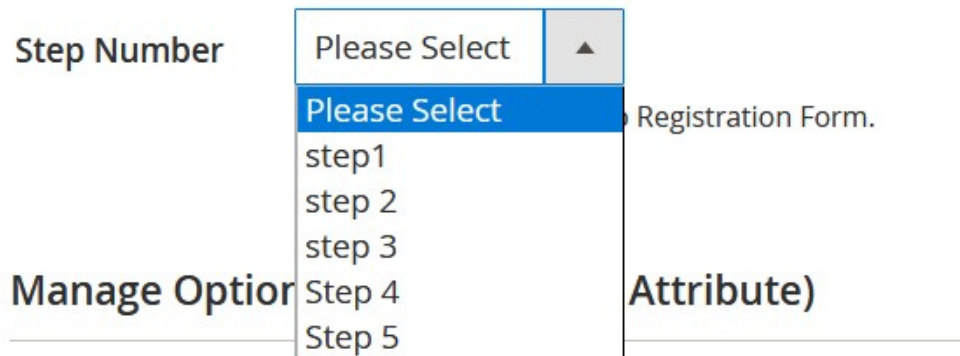 Step Number Please Select
Please Select
Registration Form.
step1
step 2
step 3
Manage Option Step 4 Attribute)
Step 5